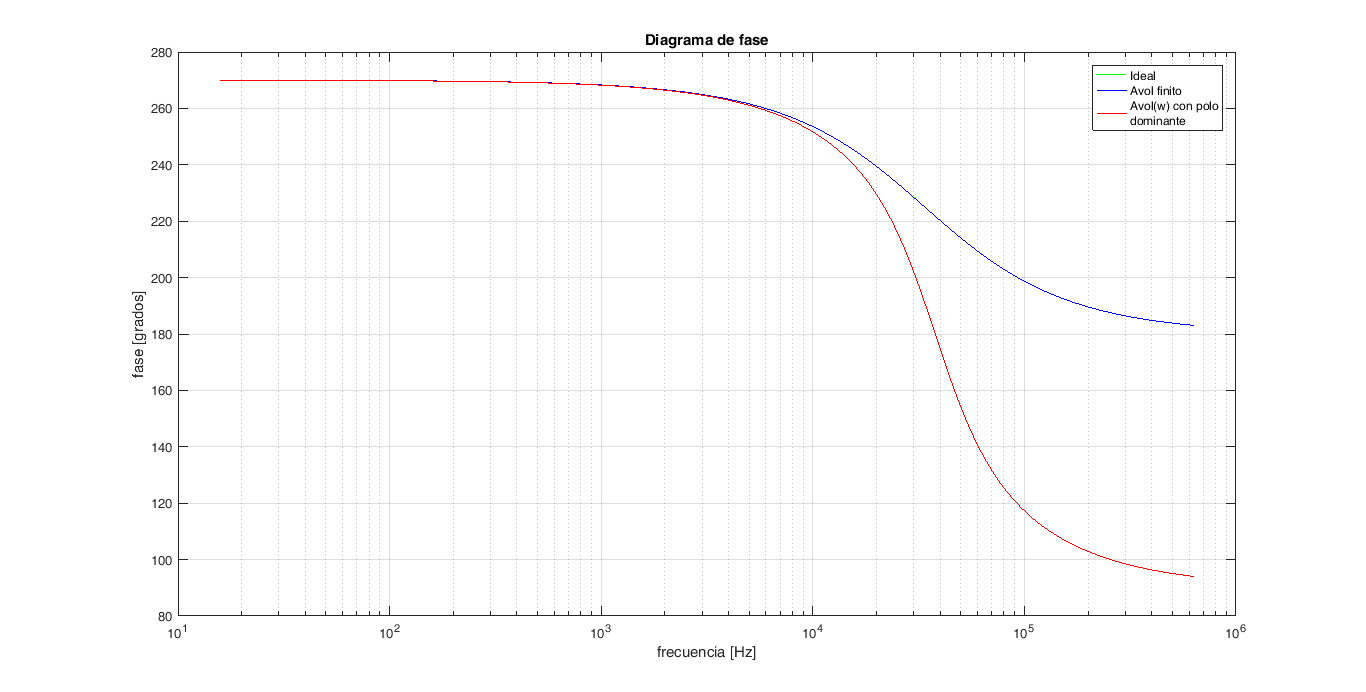 Diagrama de fase
280
260
240
220
200
180
160
140
120
100
80
fase [grados]
Ideal
Avol finito
Avol(w) con polo
dominante
10^1 10^2 10^3 10^4 10^5 10^6
frecuencia [Hz]